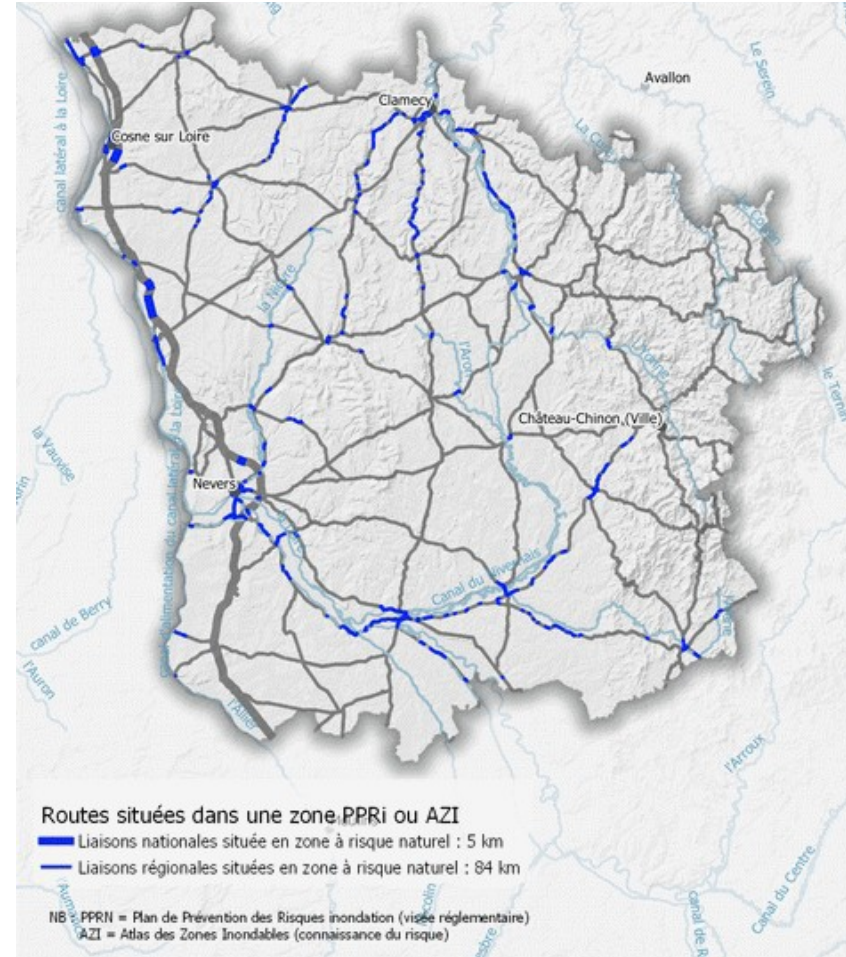 Avallon
Le Serein
Clamecy
La Cure
canal latéral à la Loire
Cosne sur Loire
la Nièvre
l'Aron
l'Yonne
le Ternin
Château-Chinon (Ville)
la Vauvise
Nevers
Canal du Nivernais
canal de Berry
l'Auron
l'Allier
l'Arroux
Canal du Centre
Routes situées dans une zone PPRi ou AZI
Liaisons nationales située en zone à risque naturel : 5 km
Liaisons régionales situées en zone à risque naturel : 84 km
NB : PPRN = Plan de Prévention des Risques inondation (visée réglementaire)
AZI = Atlas des Zones Inondables (connaissance du risque)